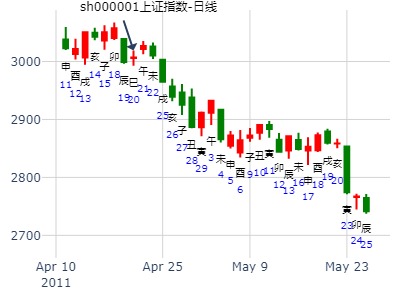 sh000001上证指数-日线
3000
2900
2800
2700
申
11
酉
12
戌
13
亥
14
子
15
卯
18
辰
19
巳
20
午
21
未
22
戌
25
亥
26
子
27
丑
28
寅
29
午
3
未
4
申
5
酉
6
子
9
丑
10
寅
11
卯
12
辰
13
未
16
申
17
酉
18
戌
19
亥
20
寅
23
卯
24
辰
25
Apr 10
2011
Apr 25
May 9
May 23